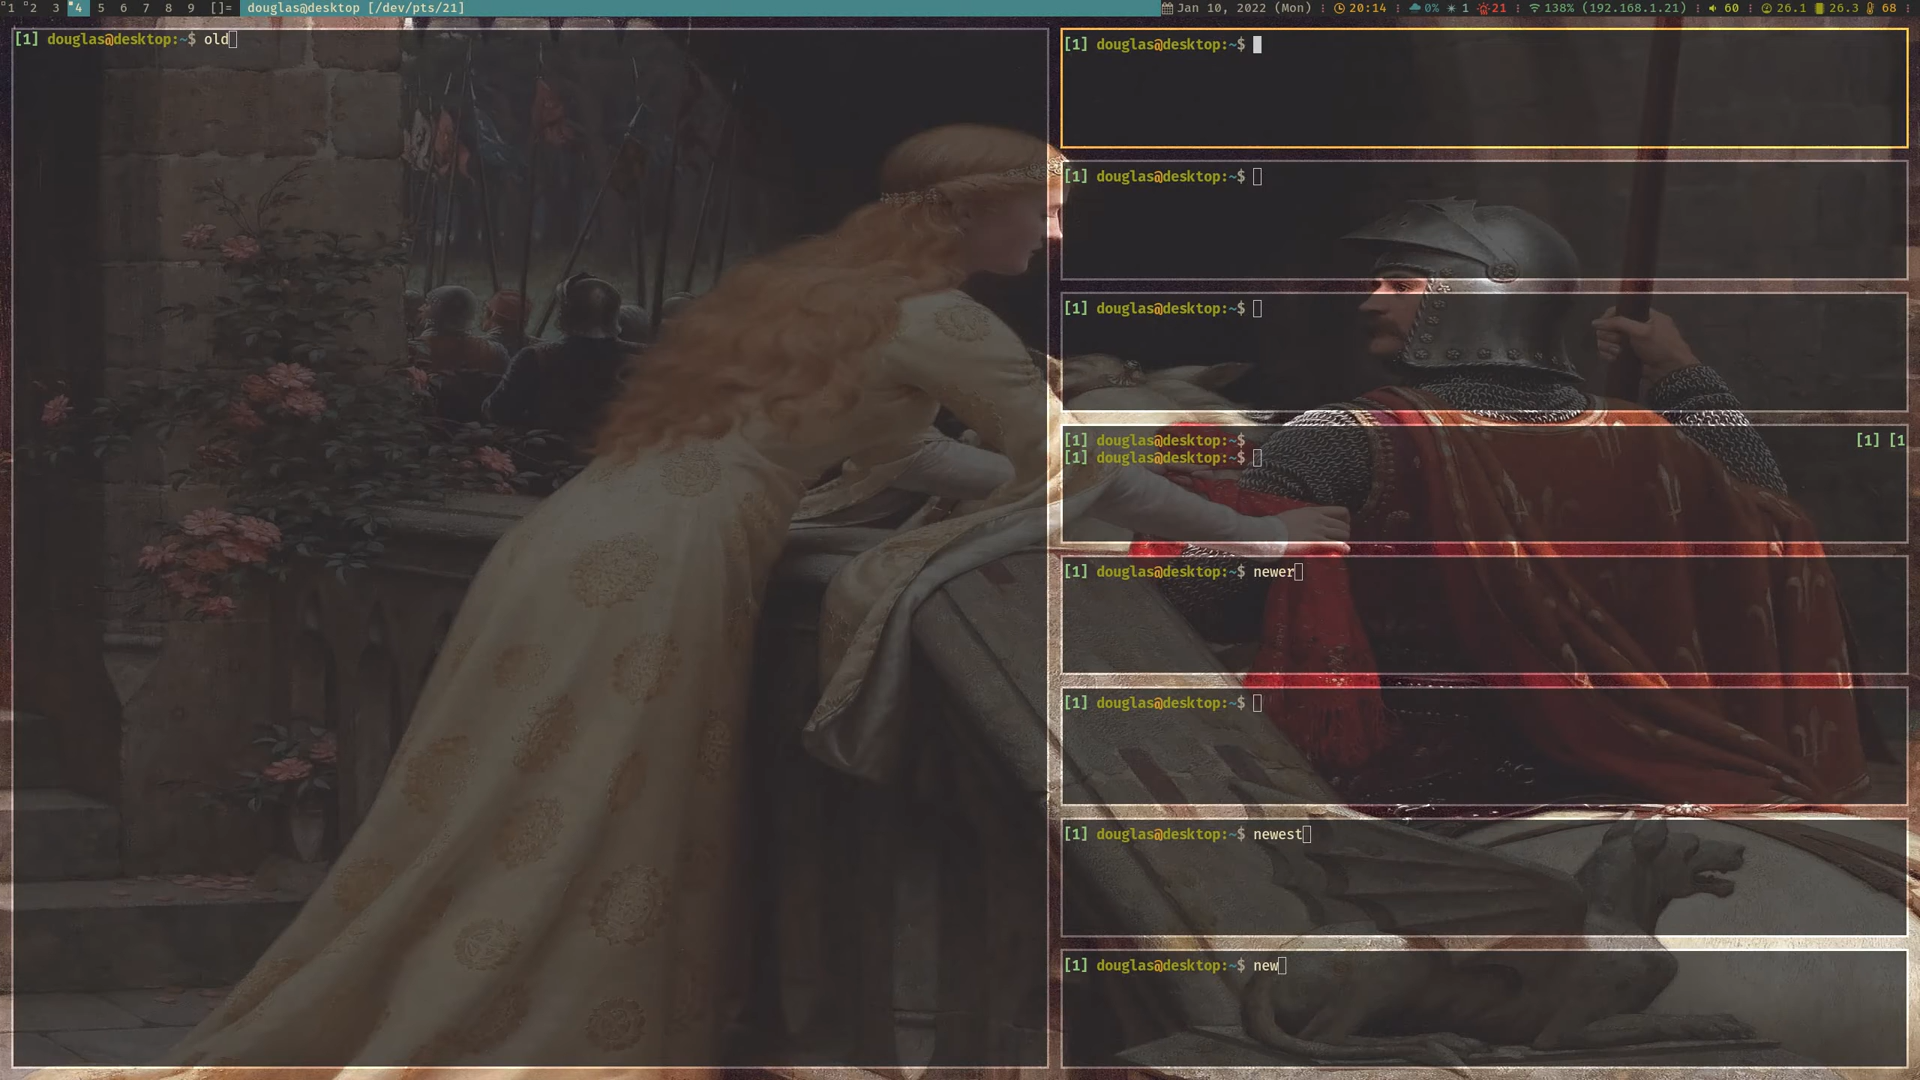 1 2 3 4 5 6 7 8 9 []= douglas@desktop [/dev/pts/21] Jan 10, 2022 (Mon) 20:14 0% 1 21 138% (192.168.1.21) 60 26.1 26.3 68
[1] douglas@desktop:~$ old
[1] douglas@desktop:~$
[1] douglas@desktop:~$
[1] douglas@desktop:~$
[1] douglas@desktop:~$ [1] [1
[1] douglas@desktop:~$
[1] douglas@desktop:~$ newer
[1] douglas@desktop:~$
[1] douglas@desktop:~$ newest
[1] douglas@desktop:~$ new